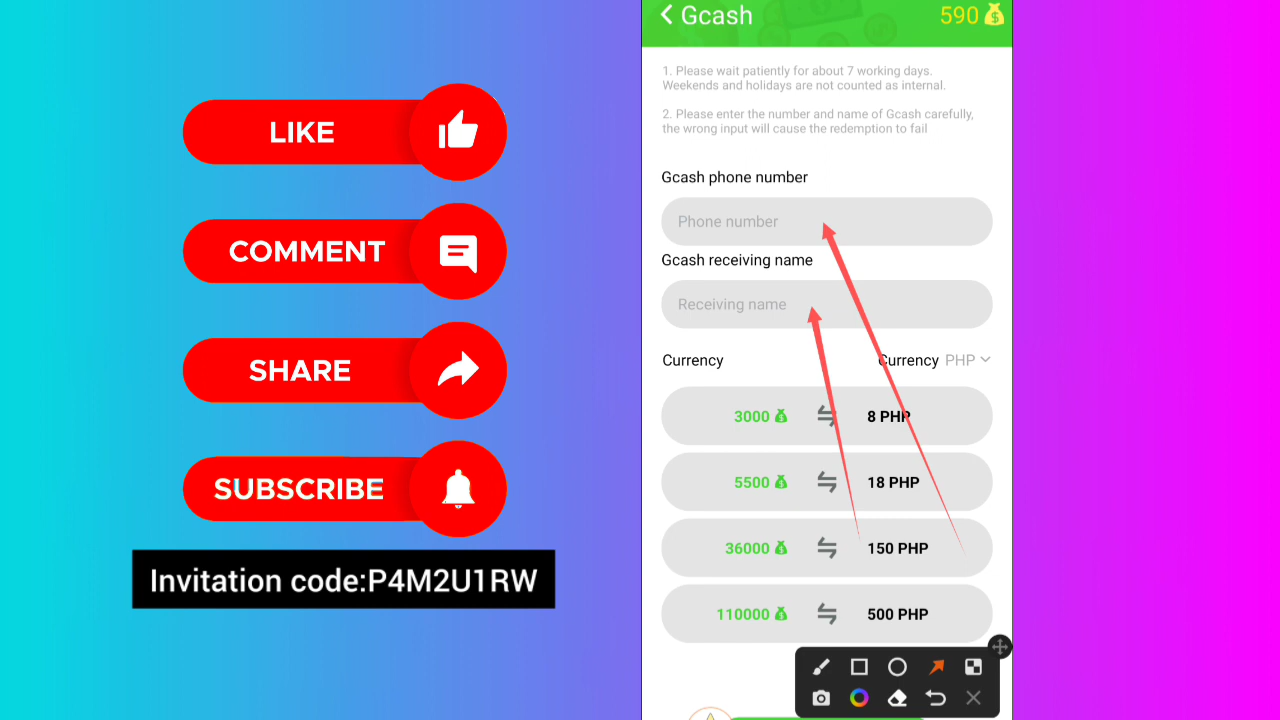 LIKE
COMMENT
SHARE
SUBSCRIBE
Invitation code:P4M2U1RW
Gcash
590
1. Please wait patiently for about 7 working days.
Weekends and holidays are not counted as internal.
2. Please enter the number and name of Gcash carefully,
the wrong input will cause the redemption to fail
Gcash phone number
Phone number
Gcash receiving name
Receiving name
Currency
Currency PHP
3000 8 PHP
5500 18 PHP
36000 150 PHP
110000 500 PHP